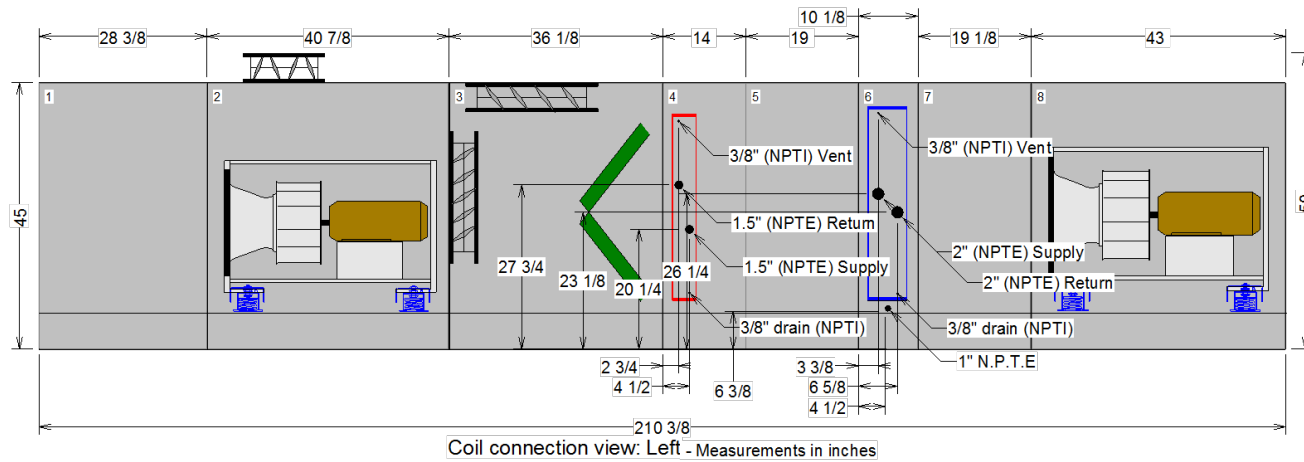 10 1/8
28 3/8
40 7/8
36 1/8
14
19
19 1/8
43
1
2
3
4
5
6
7
8
3/8" (NPTI) Vent
3/8" (NPTI) Vent
45
1.5" (NPTE) Return
2" (NPTE) Supply
27 3/4
23 1/8
20 1/4
26 1/4
1.5" (NPTE) Supply
2" (NPTE) Return
3/8" drain (NPTI)
3/8" drain (NPTI)
1" N.P.T.E
2 3/4
4 1/2
6 3/8
3 3/8
6 5/8
4 1/2
210 3/8
Coil connection view: Left - Measurements in inches